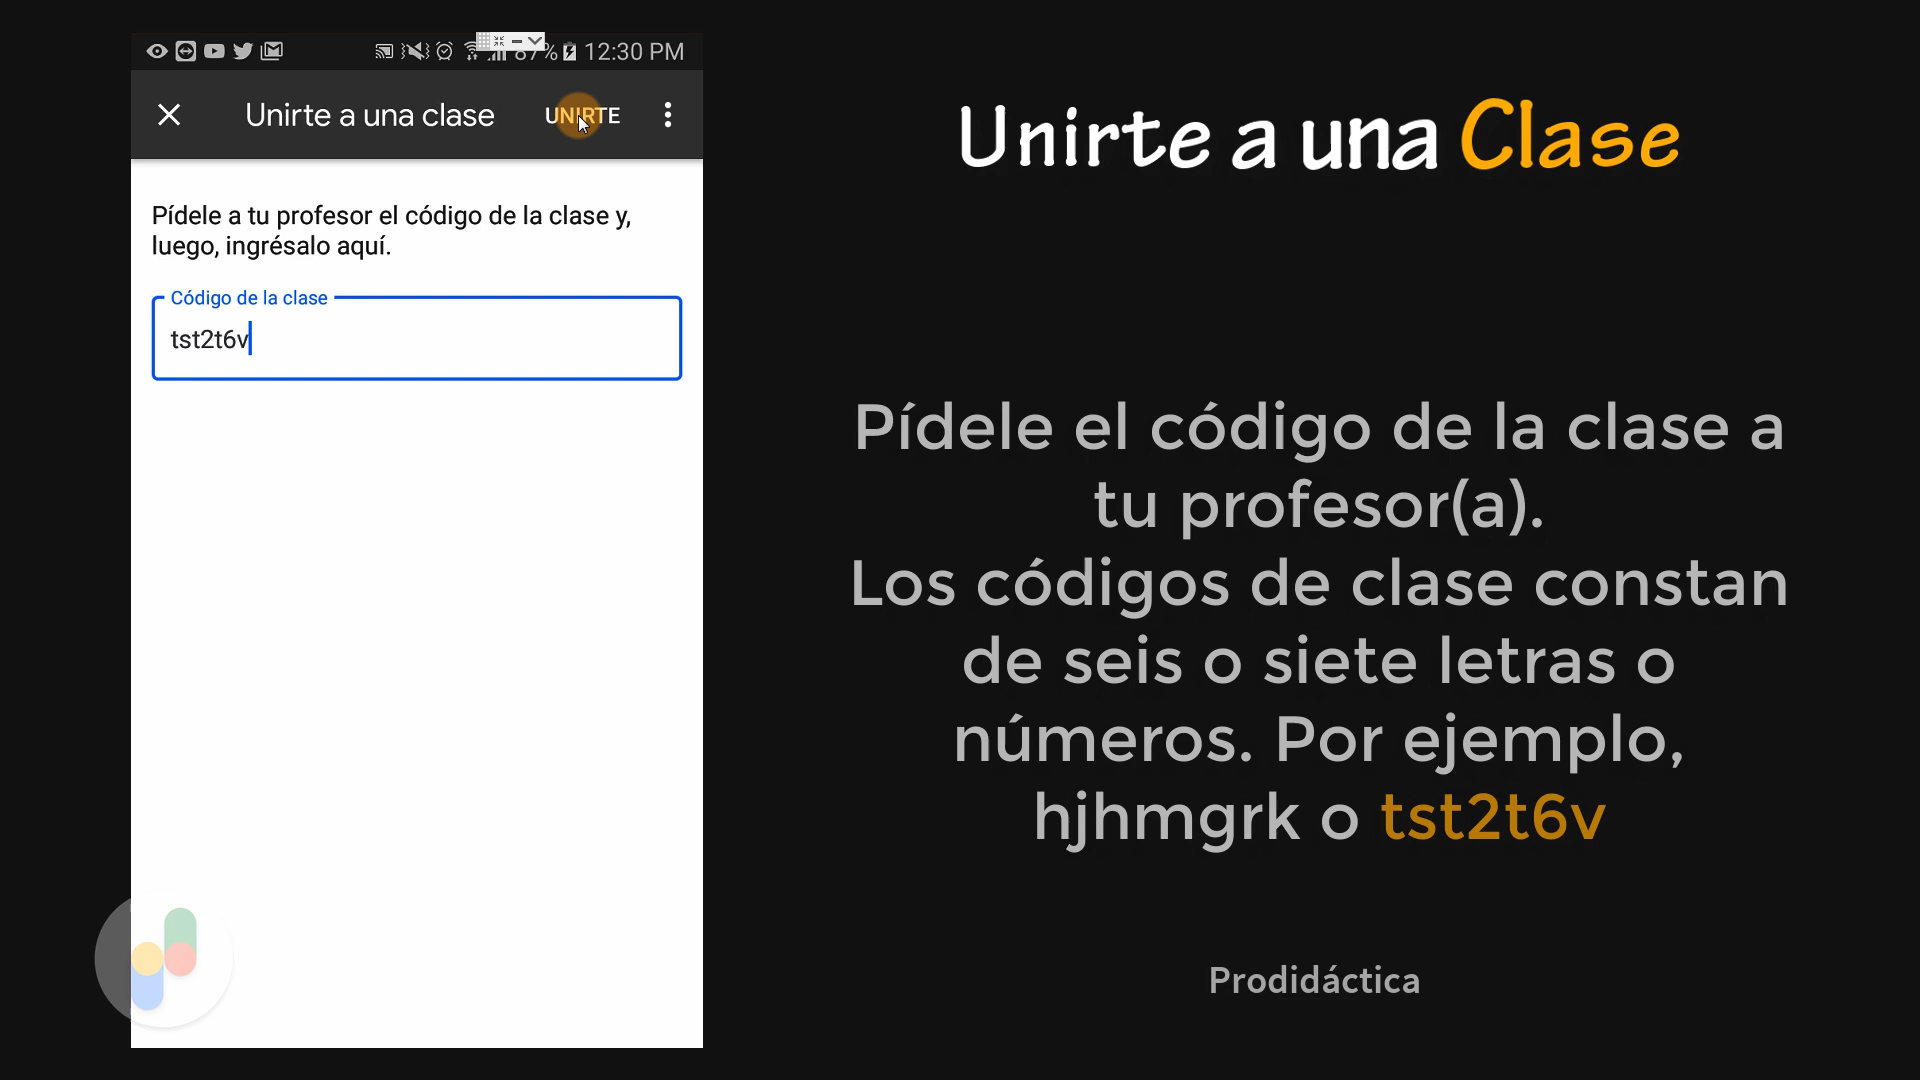 87% 12:30 PM
Unirte a una clase UNIRTE
Pídele a tu profesor el código de la clase y,
luego, ingrésalo aquí.
Código de la clase
tst2t6v
Unirte a una Clase
Pídele el código de la clase a
tu profesor(a).
Los códigos de clase constan
de seis o siete letras o
números. Por ejemplo,
hjhmgrk o tst2t6v
Prodidáctica